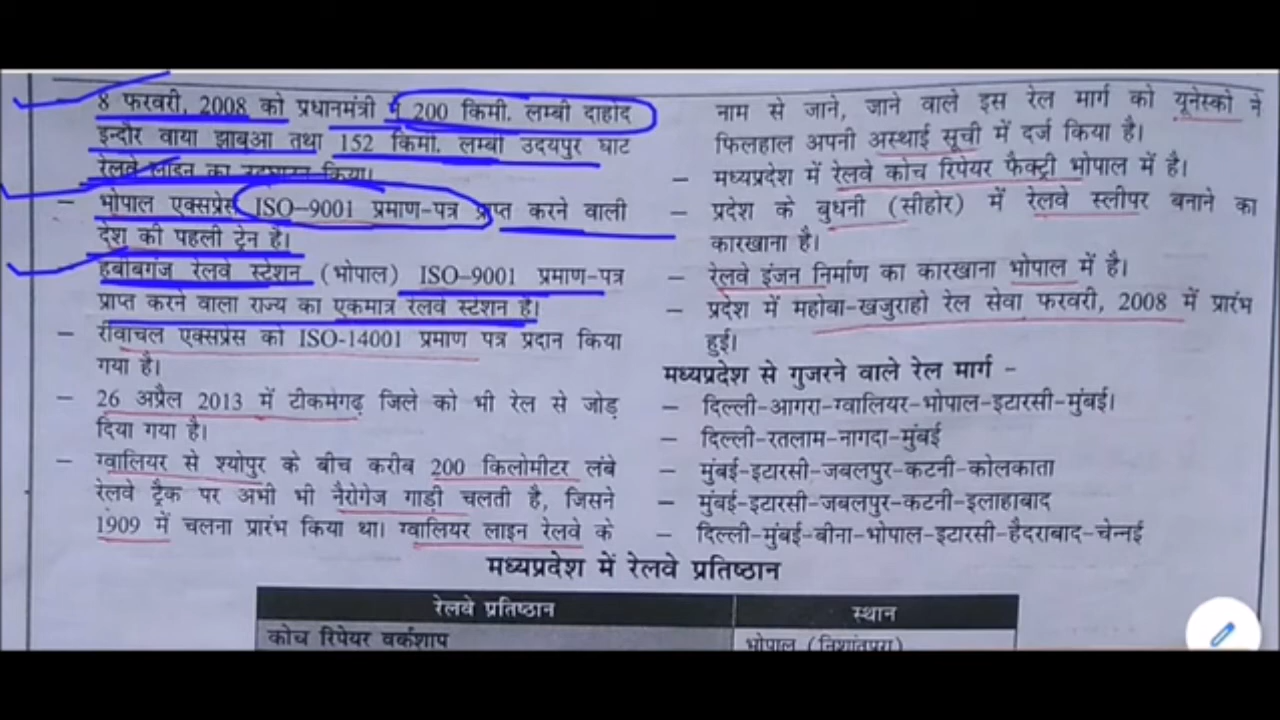 – 8 फरवरी, 2008 को प्रधानमंत्री ने 200 किमी. लम्बी दाहोद
इन्दौर वाया झाबुआ तथा 152 किमी. लम्बी उदयपुर घाट
रेलवे लाइन का उद्घाटन किया।
– भोपाल एक्सप्रेस ISO–9001 प्रमाण-पत्र प्राप्त करने वाली
देश की पहली ट्रेन है।
हबीबगंज रेलवे स्टेशन (भोपाल) ISO–9001 प्रमाण-पत्र
प्राप्त करने वाला राज्य का एकमात्र रेलवे स्टेशन है।
– रीवाचल एक्सप्रेस को ISO-14001 प्रमाण पत्र प्रदान किया
गया है।
– 26 अप्रैल 2013 में टीकमगढ़ जिले को भी रेल से जोड़
दिया गया है।
– ग्वालियर से श्योपुर के बीच करीब 200 किलोमीटर लंबे
रेलवे ट्रैक पर अभी भी नैरोगेज गाड़ी चलती है, जिसने
1909 में चलना प्रारंभ किया था। ग्वालियर लाइन रेलवे के
नाम से जाने, जाने वाले इस रेल मार्ग को यूनेस्को ने
फिलहाल अपनी अस्थाई सूची में दर्ज किया है।
– मध्यप्रदेश में रेलवे कोच रिपेयर फैक्ट्री भोपाल में है।
– प्रदेश के बुधनी (सीहोर) में रेलवे स्लीपर बनाने का
कारखाना है।
– रेलवे इंजन निर्माण का कारखाना भोपाल में है।
– प्रदेश में महोबा-खजुराहो रेल सेवा फरवरी, 2008 में प्रारंभ
हुई।
मध्यप्रदेश से गुजरने वाले रेल मार्ग -
– दिल्ली-आगरा-ग्वालियर-भोपाल-इटारसी-मुंबई।
– दिल्ली-रतलाम-नागदा-मुंबई
– मुंबई-इटारसी-जबलपुर-कटनी-कोलकाता
– मुंबई-इटारसी-जबलपुर-कटनी-इलाहाबाद
– दिल्ली-मुंबई-बीना-भोपाल-इटारसी-हैदराबाद-चेन्नई
मध्यप्रदेश में रेलवे प्रतिष्ठान
रेलवे प्रतिष्ठान स्थान
कोच रिपेयर वर्कशाप भोपाल (निशांतपुरा)